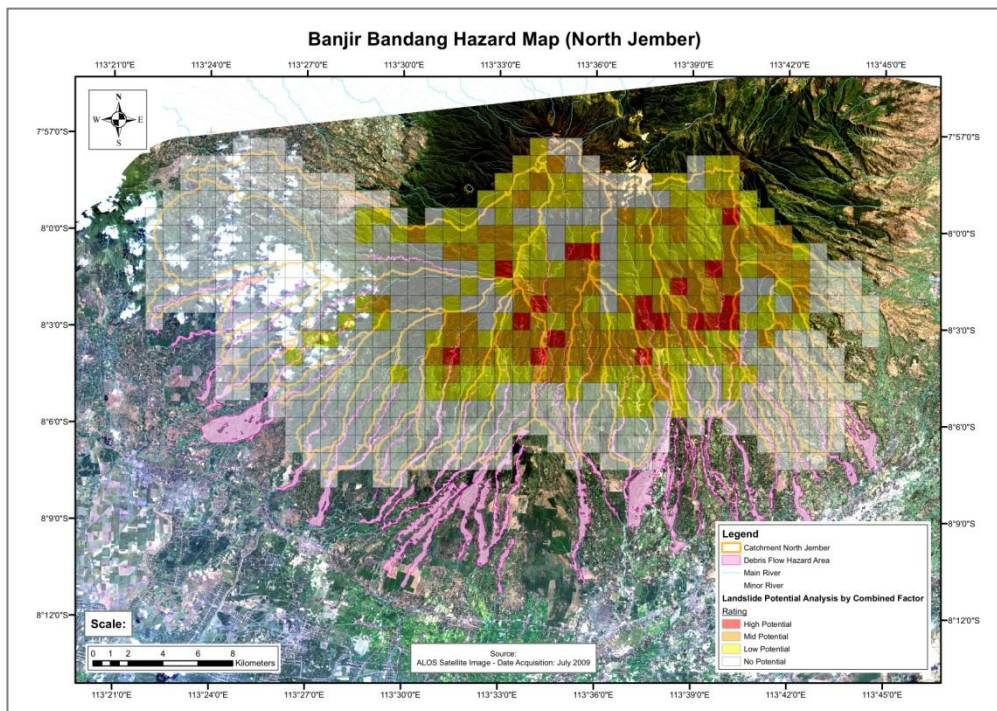 Banjir Bandang Hazard Map (North Jember)
113°21'0"E 113°24'0"E 113°27'0"E 113°30'0"E 113°33'0"E 113°36'0"E 113°39'0"E 113°42'0"E 113°45'0"E
N
W E
S
7°57'0"S 7°57'0"S
8°0'0"S 8°0'0"S
8°3'0"S 8°3'0"S
8°6'0"S 8°6'0"S
8°9'0"S 8°9'0"S
8°12'0"S 8°12'0"S
Legend
Catchment North Jember
Debris Flow Hazard Area
Main River
Minor River
Landslide Potential Analysis by Combined Factor
Rating
High Potential
Mid Potential
Low Potential
No Potential
Scale:
0 1 2 4 6 8
Kilometers
Source:
ALOS Satellite Image - Date Acquisition: July 2009
113°21'0"E 113°24'0"E 113°27'0"E 113°30'0"E 113°33'0"E 113°36'0"E 113°39'0"E 113°42'0"E 113°45'0"E